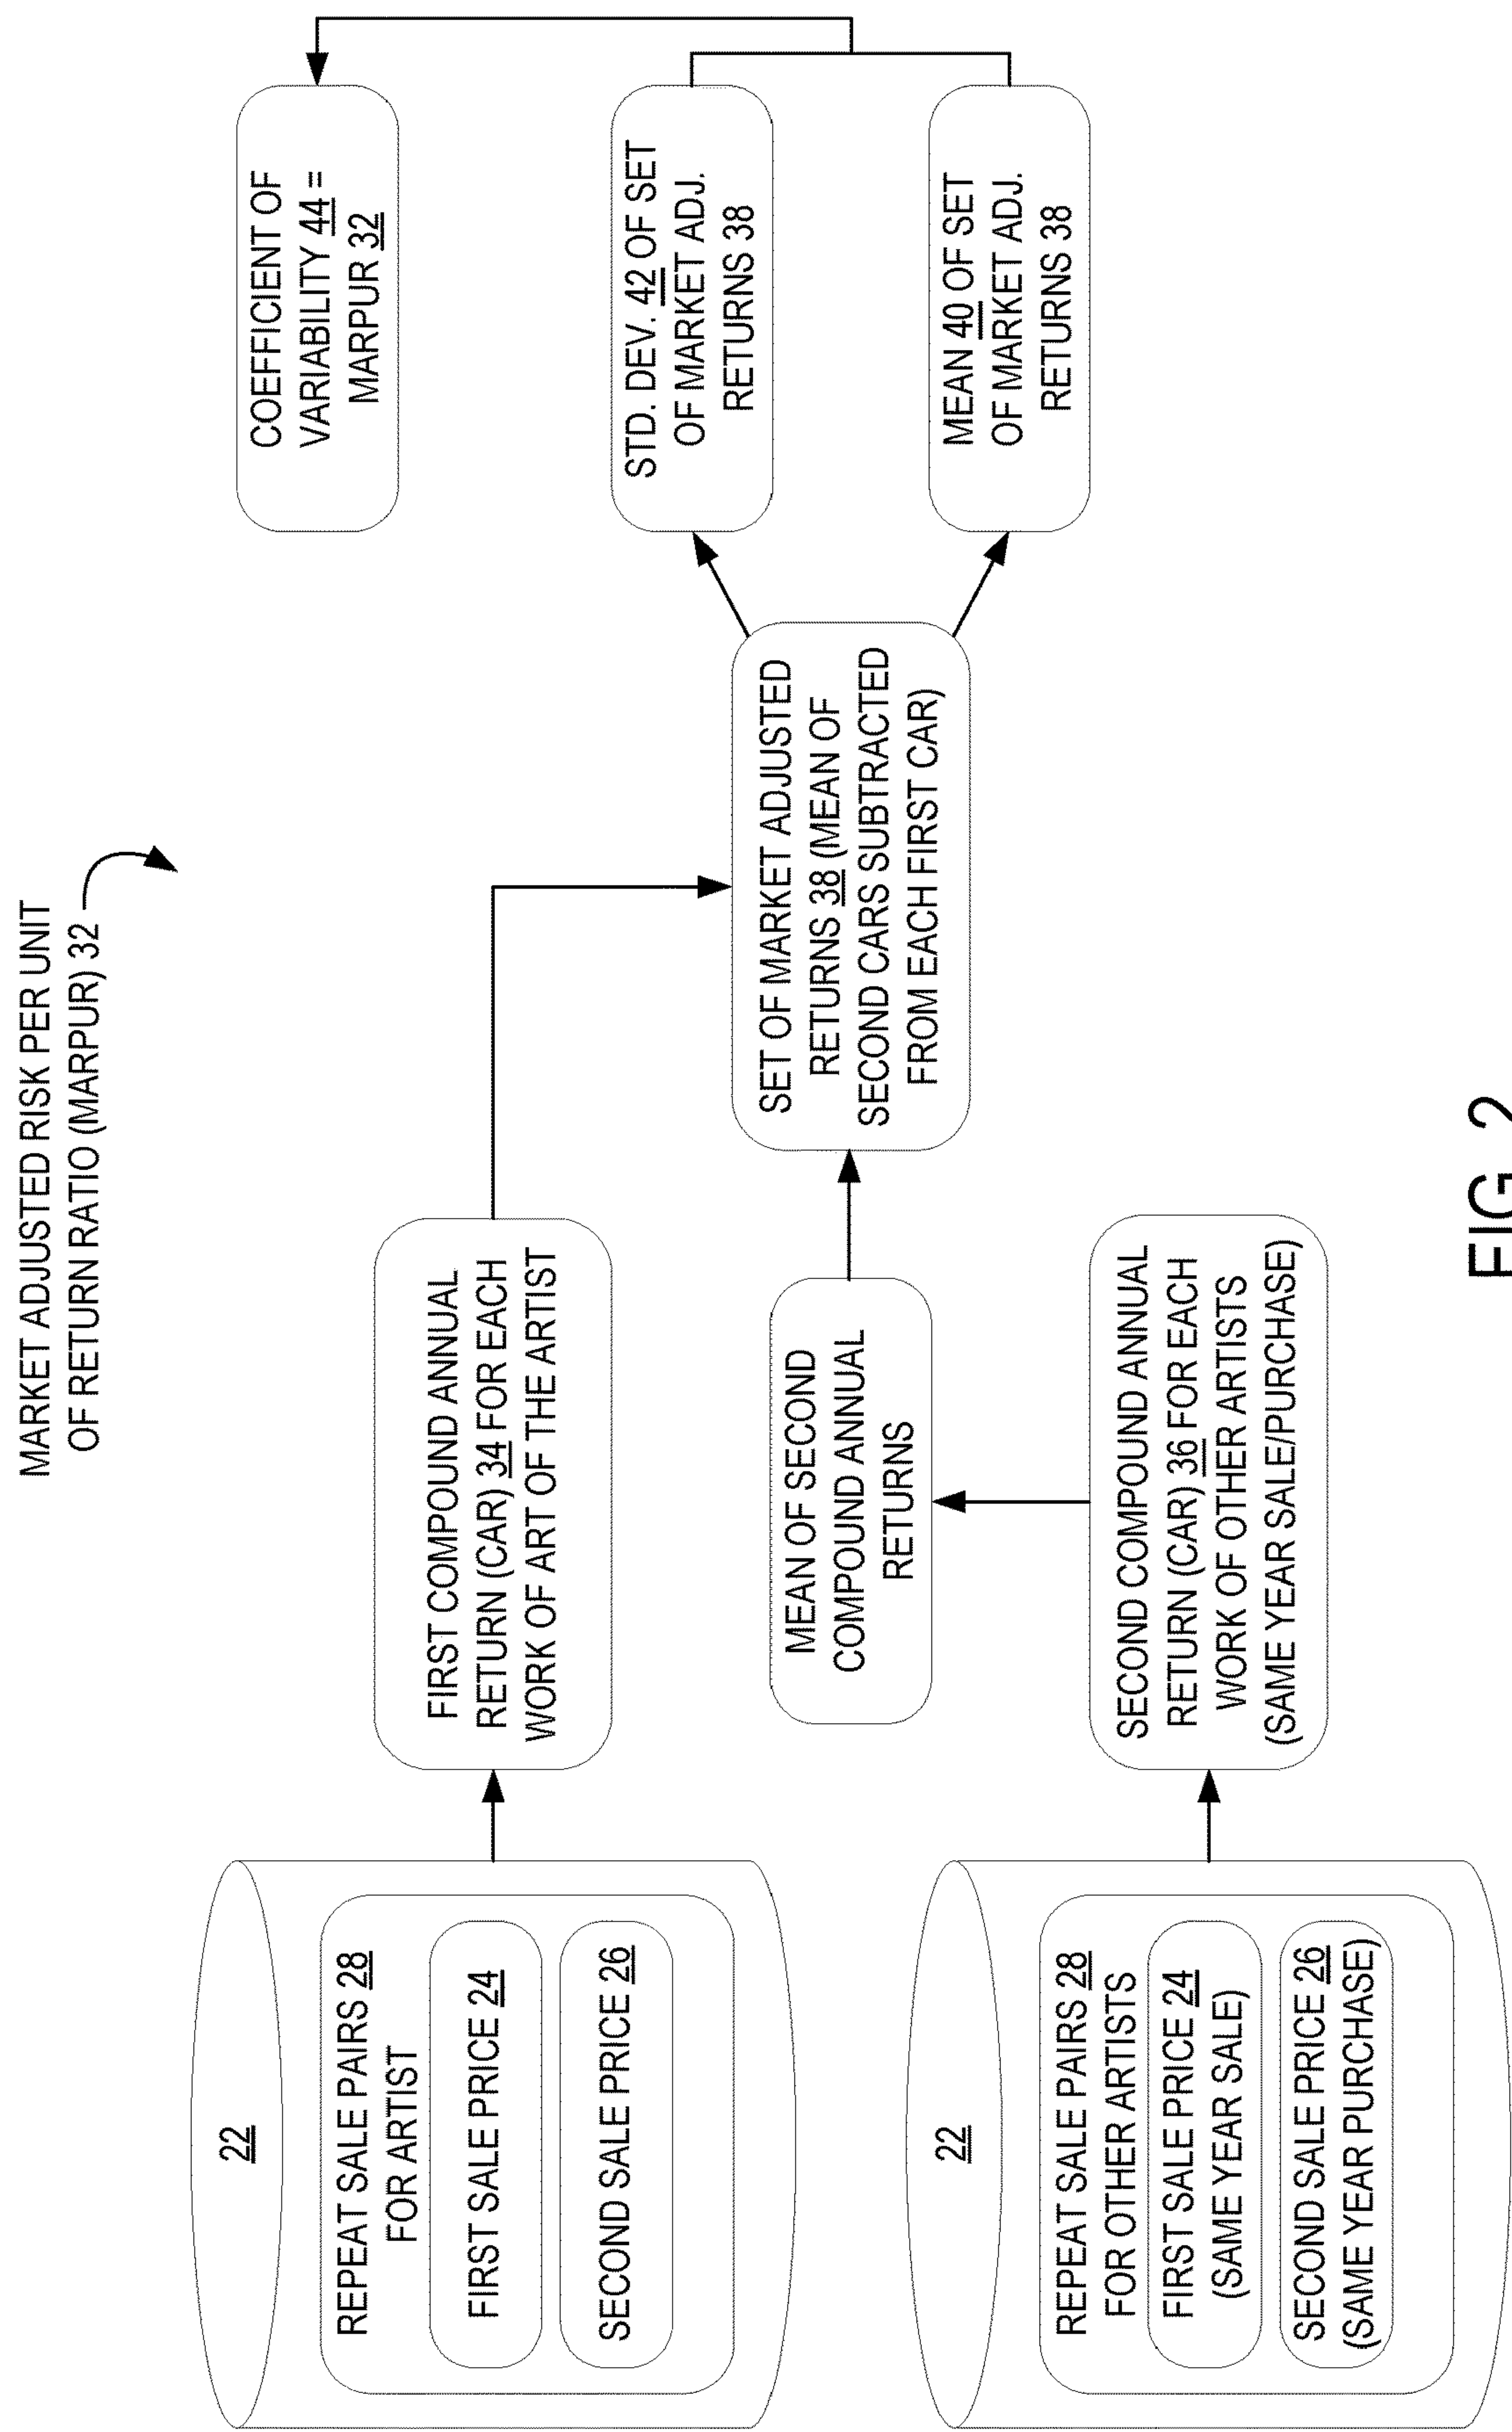 MARKET ADJUSTED RISK PER UNIT
OF RETURN RATIO (MARPUR) 32
22
REPEAT SALE PAIRS 28
FOR ARTIST
FIRST SALE PRICE 24
SECOND SALE PRICE 26
FIRST COMPOUND ANNUAL
RETURN (CAR) 34 FOR EACH
WORK OF ART OF THE ARTIST
22
REPEAT SALE PAIRS 28
FOR OTHER ARTISTS
FIRST SALE PRICE 24
(SAME YEAR SALE)
SECOND SALE PRICE 26
(SAME YEAR PURCHASE)
SECOND COMPOUND ANNUAL
RETURN (CAR) 36 FOR EACH
WORK OF OTHER ARTISTS
(SAME YEAR SALE/PURCHASE)
MEAN OF SECOND
COMPOUND ANNUAL
RETURNS
SET OF MARKET ADJUSTED
RETURNS 38 (MEAN OF
SECOND CARS SUBTRACTED
FROM EACH FIRST CAR)
COEFFICIENT OF
VARIABILITY 44 =
MARPUR 32
STD. DEV. 42 OF SET
OF MARKET ADJ.
RETURNS 38
MEAN 40 OF SET
OF MARKET ADJ.
RETURNS 38
FIG. 2